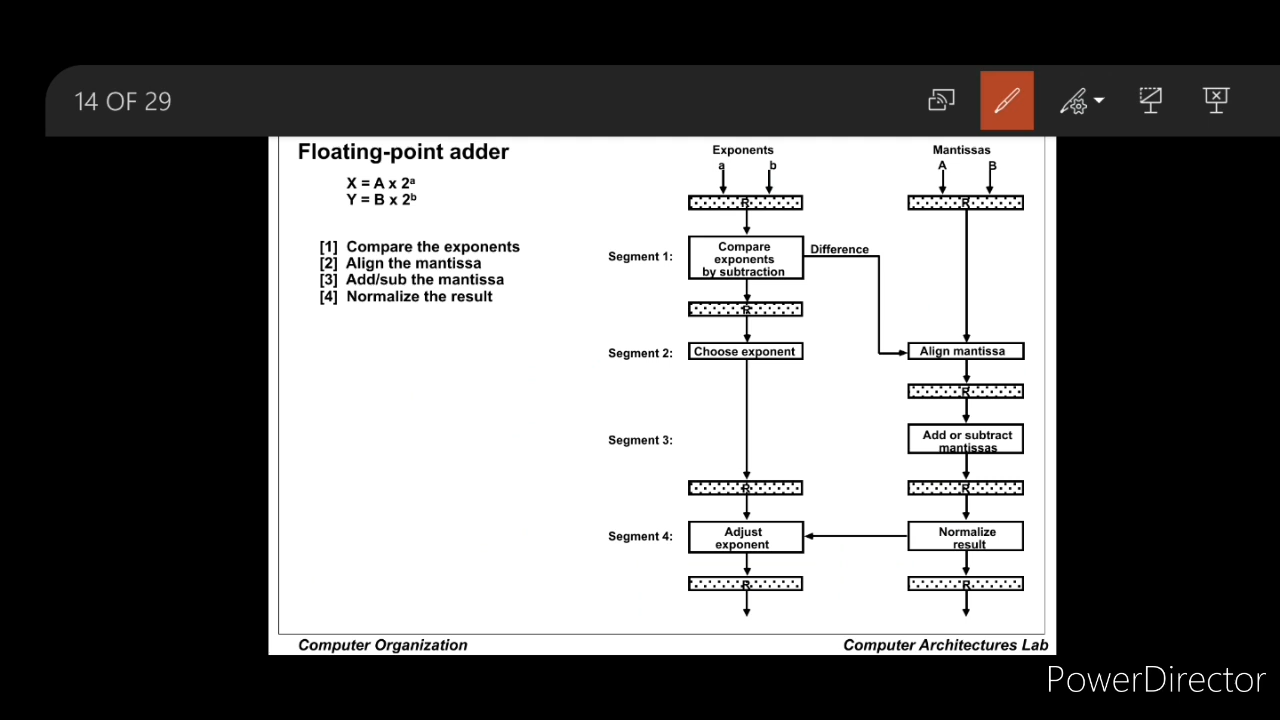 14 OF 29
Floating-point adder
X = A x 2ᵃ
Y = B x 2ᵇ
[1] Compare the exponents
[2] Align the mantissa
[3] Add/sub the mantissa
[4] Normalize the result
Exponents
a b
Mantissas
A B
R
R
Segment 1:
Compare
exponents
by subtraction
Difference
R
Segment 2:
Choose exponent
Align mantissa
R
Segment 3:
Add or subtract
mantissas
R
R
Segment 4:
Adjust
exponent
Normalize
result
R
R
Computer Organization
Computer Architectures Lab
PowerDirector